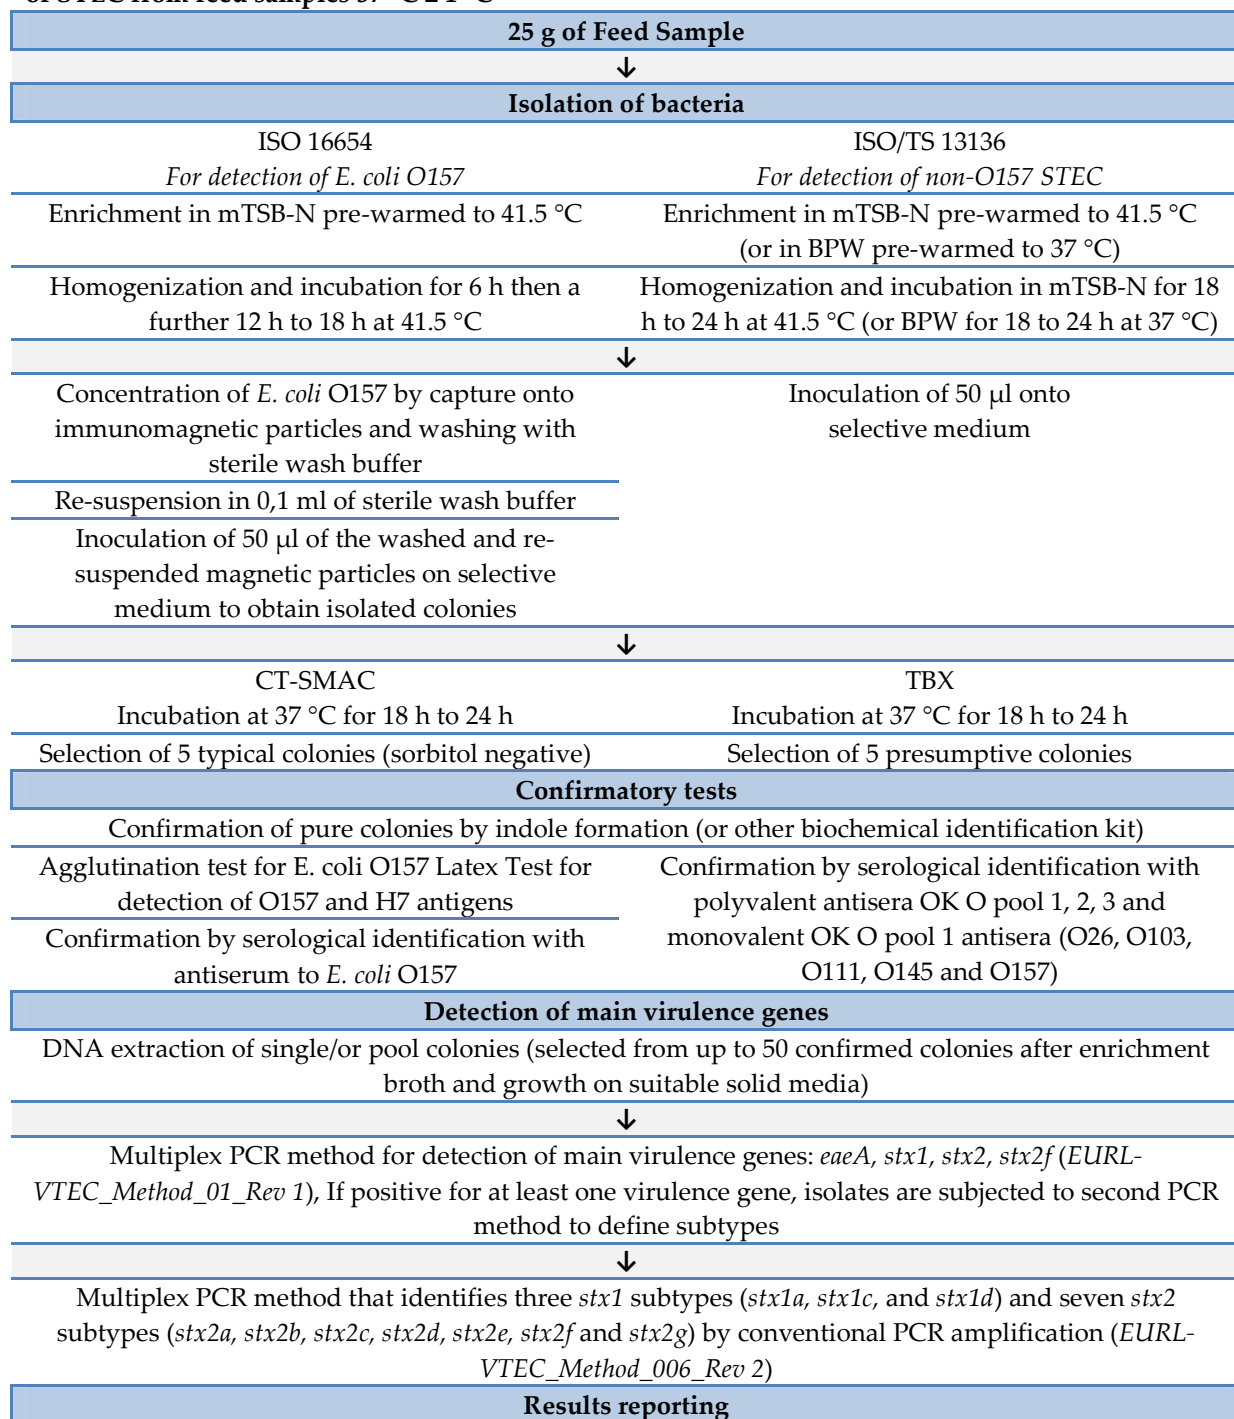 of STEC from feed samples 37 °C ± 1 °C
25 g of Feed Sample
↓
Isolation of bacteria
ISO 16654
For detection of E. coli O157
ISO/TS 13136
For detection of non-O157 STEC
Enrichment in mTSB-N pre-warmed to 41.5 °C
Enrichment in mTSB-N pre-warmed to 41.5 °C
(or in BPW pre-warmed to 37 °C)
Homogenization and incubation for 6 h then a
further 12 h to 18 h at 41.5 °C
Homogenization and incubation in mTSB-N for 18
h to 24 h at 41.5 °C (or BPW for 18 to 24 h at 37 °C)
↓
Concentration of E. coli O157 by capture onto
immunomagnetic particles and washing with
sterile wash buffer
Re-suspension in 0,1 ml of sterile wash buffer
Inoculation of 50 µl of the washed and re-
suspended magnetic particles on selective
medium to obtain isolated colonies
Inoculation of 50 µl onto
selective medium
↓
CT-SMAC
Incubation at 37 °C for 18 h to 24 h
TBX
Incubation at 37 °C for 18 h to 24 h
Selection of 5 typical colonies (sorbitol negative)
Selection of 5 presumptive colonies
Confirmatory tests
Confirmation of pure colonies by indole formation (or other biochemical identification kit)
Agglutination test for E. coli O157 Latex Test for
detection of O157 and H7 antigens
Confirmation by serological identification with
antiserum to E. coli O157
Confirmation by serological identification with
polyvalent antisera OK O pool 1, 2, 3 and
monovalent OK O pool 1 antisera (O26, O103,
O111, O145 and O157)
Detection of main virulence genes
DNA extraction of single/or pool colonies (selected from up to 50 confirmed colonies after enrichment
broth and growth on suitable solid media)
↓
Multiplex PCR method for detection of main virulence genes: eaeA, stx1, stx2, stx2f (EURL-
VTEC_Method_01_Rev 1), If positive for at least one virulence gene, isolates are subjected to second PCR
method to define subtypes
↓
Multiplex PCR method that identifies three stx1 subtypes (stx1a, stx1c, and stx1d) and seven stx2
subtypes (stx2a, stx2b, stx2c, stx2d, stx2e, stx2f and stx2g) by conventional PCR amplification (EURL-
VTEC_Method_006_Rev 2)
Results reporting